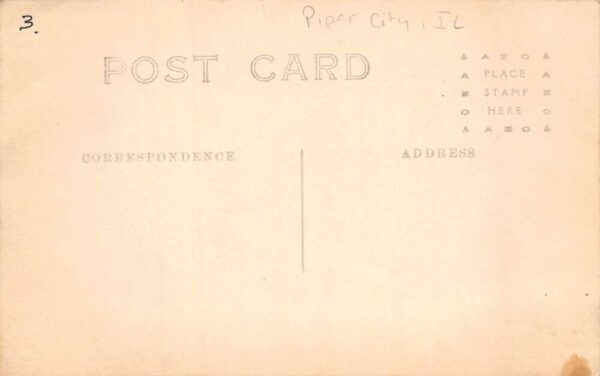 3.
Piper City, IL
POST CARD
AZO
PLACE
STAMP
HERE
AZO
CORRESPONDENCE
ADDRESS